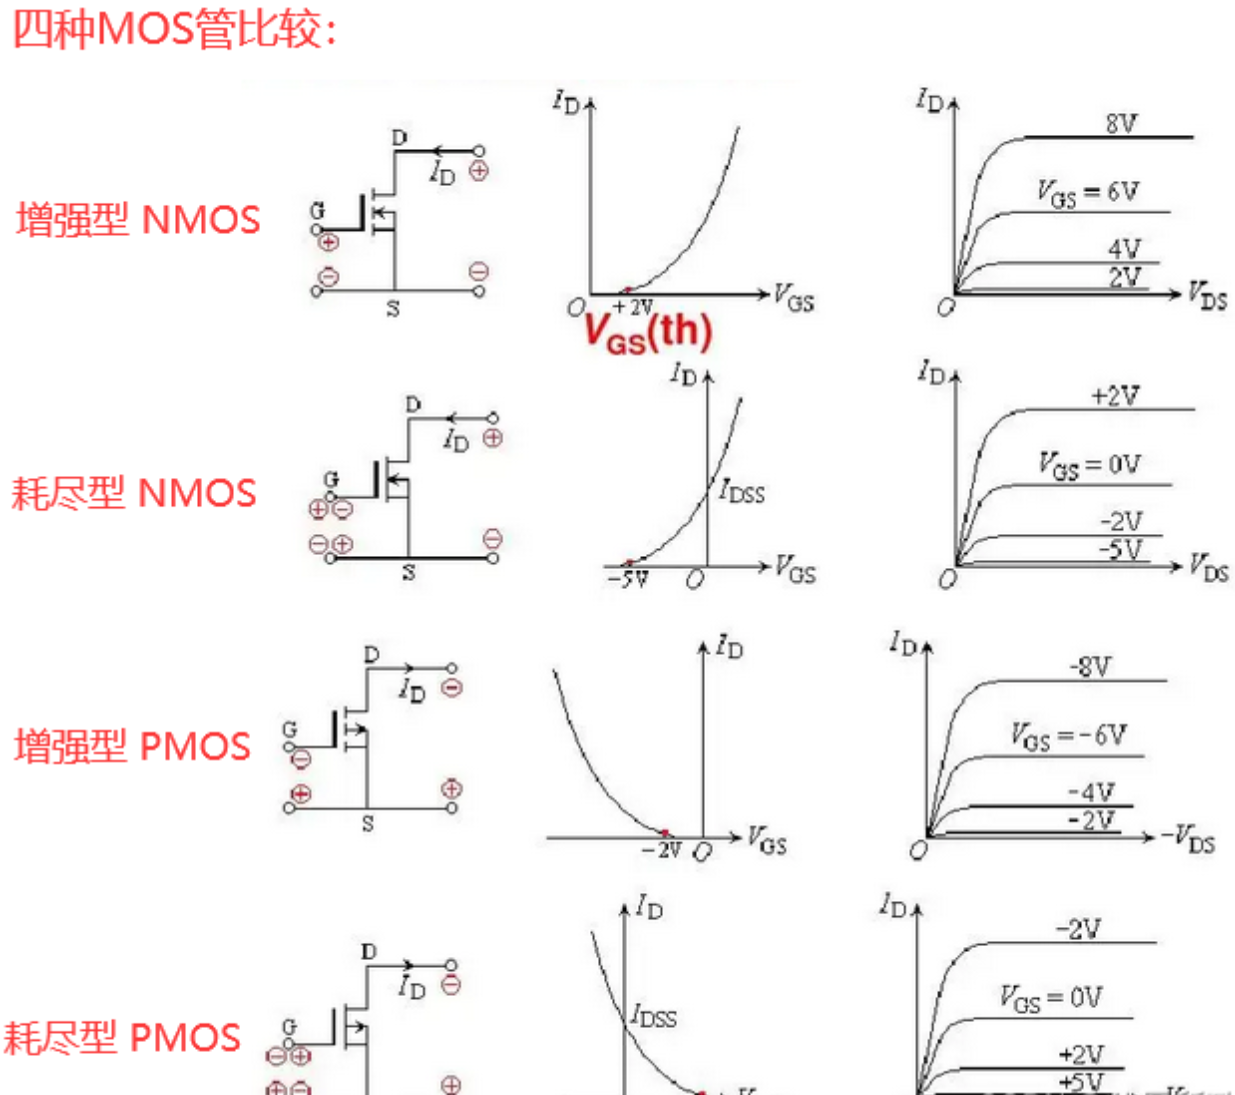 四种MOS管比较：
增强型 NMOS
D
ID
G
S
ID
O
+2V
VGS
VGS(th)
ID
8V
VGS = 6V
4V
2V
O
VDS
耗尽型 NMOS
D
ID
G
S
ID
IDSS
-5V
O
VGS
ID
+2V
VGS = 0V
-2V
-5V
O
VDS
增强型 PMOS
D
ID
G
S
ID
-2V
O
VGS
ID
-8V
VGS = -6V
-4V
-2V
O
-VDS
耗尽型 PMOS
D
ID
G
ID
IDSS
ID
-2V
VGS = 0V
+2V
+5V